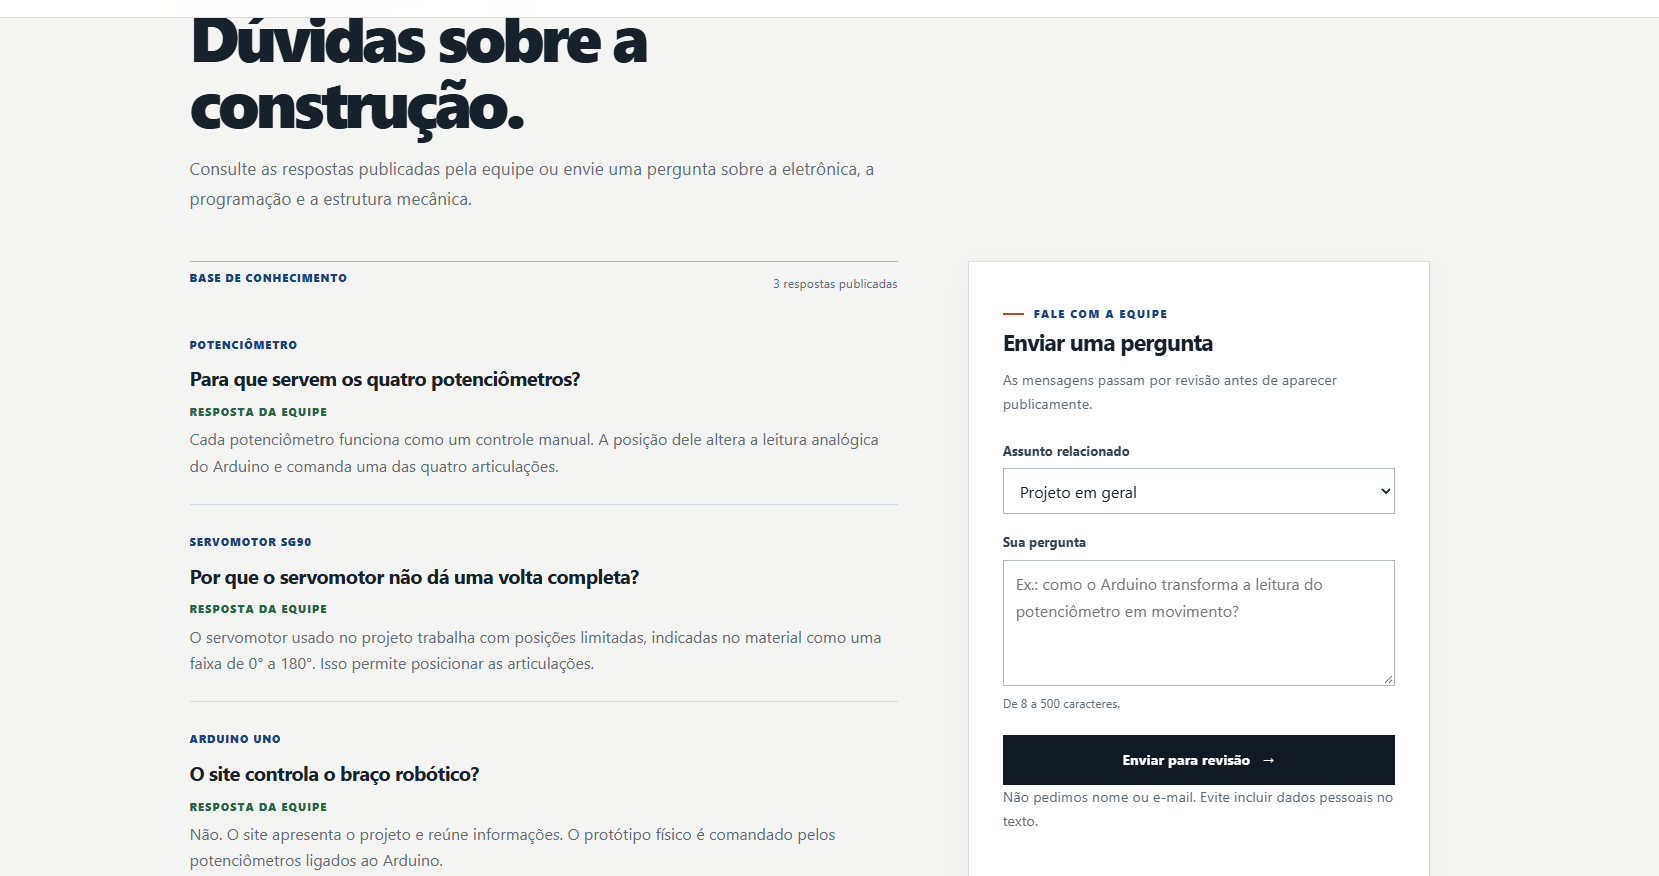 Dúvidas sobre a
construção.
Consulte as respostas publicadas pela equipe ou envie uma pergunta sobre a eletrônica, a
programação e a estrutura mecânica.
BASE DE CONHECIMENTO
3 respostas publicadas
POTENCIÔMETRO
Para que servem os quatro potenciômetros?
RESPOSTA DA EQUIPE
Cada potenciômetro funciona como um controle manual. A posição dele altera a leitura analógica
do Arduino e comanda uma das quatro articulações.
SERVOMOTOR SG90
Por que o servomotor não dá uma volta completa?
RESPOSTA DA EQUIPE
O servomotor usado no projeto trabalha com posições limitadas, indicadas no material como uma
faixa de 0° a 180°. Isso permite posicionar as articulações.
ARDUINO UNO
O site controla o braço robótico?
RESPOSTA DA EQUIPE
Não. O site apresenta o projeto e reúne informações. O protótipo físico é comandado pelos
potenciômetros ligados ao Arduino.
FALE COM A EQUIPE
Enviar uma pergunta
As mensagens passam por revisão antes de aparecer
publicamente.
Assunto relacionado
Projeto em geral
Sua pergunta
Ex.: como o Arduino transforma a leitura do
potenciômetro em movimento?
De 8 a 500 caracteres.
Enviar para revisão →
Não pedimos nome ou e-mail. Evite incluir dados pessoais no
texto.